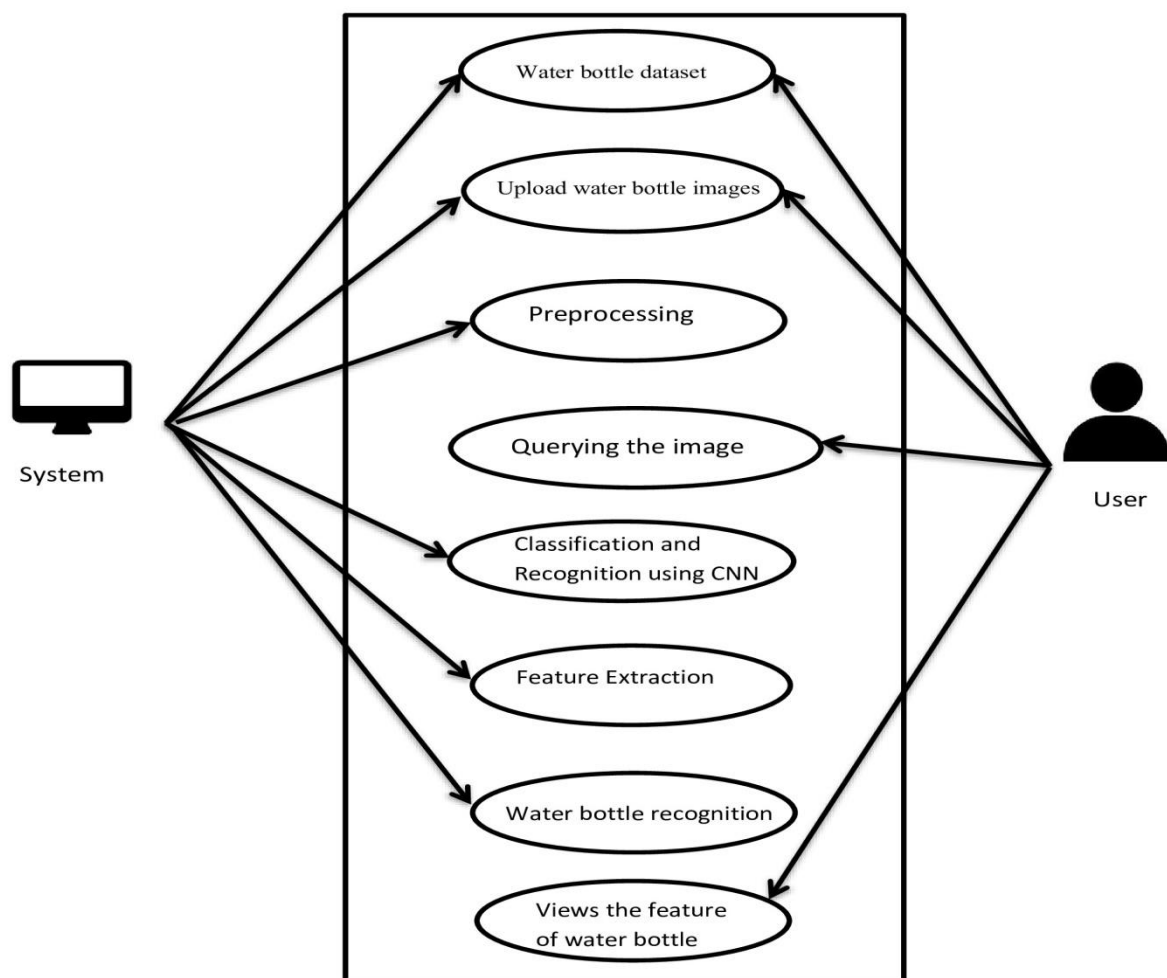 Water bottle dataset
Upload water bottle images
Preprocessing
System
Querying the image
User
Classification and
Recognition using CNN
Feature Extraction
Water bottle recognition
Views the feature
of water bottle